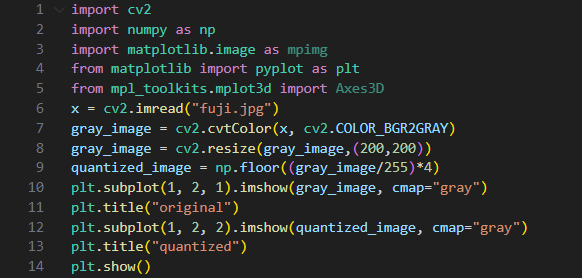 1 import cv2
2 import numpy as np
3 import matplotlib.image as mpimg
4 from matplotlib import pyplot as plt
5 from mpl_toolkits.mplot3d import Axes3D
6 x = cv2.imread("fuji.jpg")
7 gray_image = cv2.cvtColor(x, cv2.COLOR_BGR2GRAY)
8 gray_image = cv2.resize(gray_image,(200,200))
9 quantized_image = np.floor((gray_image/255)*4)
10 plt.subplot(1, 2, 1).imshow(gray_image, cmap="gray")
11 plt.title("original")
12 plt.subplot(1, 2, 2).imshow(quantized_image, cmap="gray")
13 plt.title("quantized")
14 plt.show()